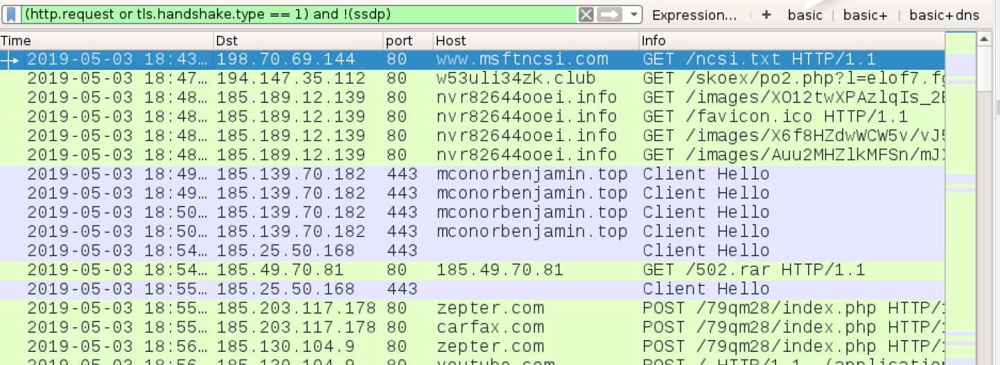 (http.request or tls.handshake.type == 1) and !(ssdp) Expression... + basic basic+ basic+dns
Time Dst port Host Info
2019-05-03 18:43... 198.70.69.144 80 www.msftncsi.com GET /ncsi.txt HTTP/1.1
2019-05-03 18:47... 194.147.35.112 80 w53uli34zk.club GET /skoex/po2.php?l=elof7.fg
2019-05-03 18:48... 185.189.12.139 80 nvr82644ooei.info GET /images/XO12twXPAzlqIs_2
2019-05-03 18:48... 185.189.12.139 80 nvr82644ooei.info GET /favicon.ico HTTP/1.1
2019-05-03 18:48... 185.189.12.139 80 nvr82644ooei.info GET /images/X6f8HZdwWCW5v/vJ5
2019-05-03 18:48... 185.189.12.139 80 nvr82644ooei.info GET /images/Auu2MHZlkMFSn/mJ
2019-05-03 18:49... 185.139.70.182 443 mconorbenjamin.top Client Hello
2019-05-03 18:49... 185.139.70.182 443 mconorbenjamin.top Client Hello
2019-05-03 18:50... 185.139.70.182 443 mconorbenjamin.top Client Hello
2019-05-03 18:50... 185.139.70.182 443 mconorbenjamin.top Client Hello
2019-05-03 18:54... 185.25.50.168 443 Client Hello
2019-05-03 18:54... 185.49.70.81 80 185.49.70.81 GET /502.rar HTTP/1.1
2019-05-03 18:55... 185.25.50.168 443 Client Hello
2019-05-03 18:55... 185.203.117.178 80 zepter.com POST /79qm28/index.php HTTP/1
2019-05-03 18:55... 185.203.117.178 80 carfax.com POST /79qm28/index.php HTTP/1
2019-05-03 18:56... 185.130.104.9 80 zepter.com POST /79qm28/index.php HTTP/1
2019-05-03 18:56... 185.130.104.9 80 youtube.com POST / HTTP/1.1 (application